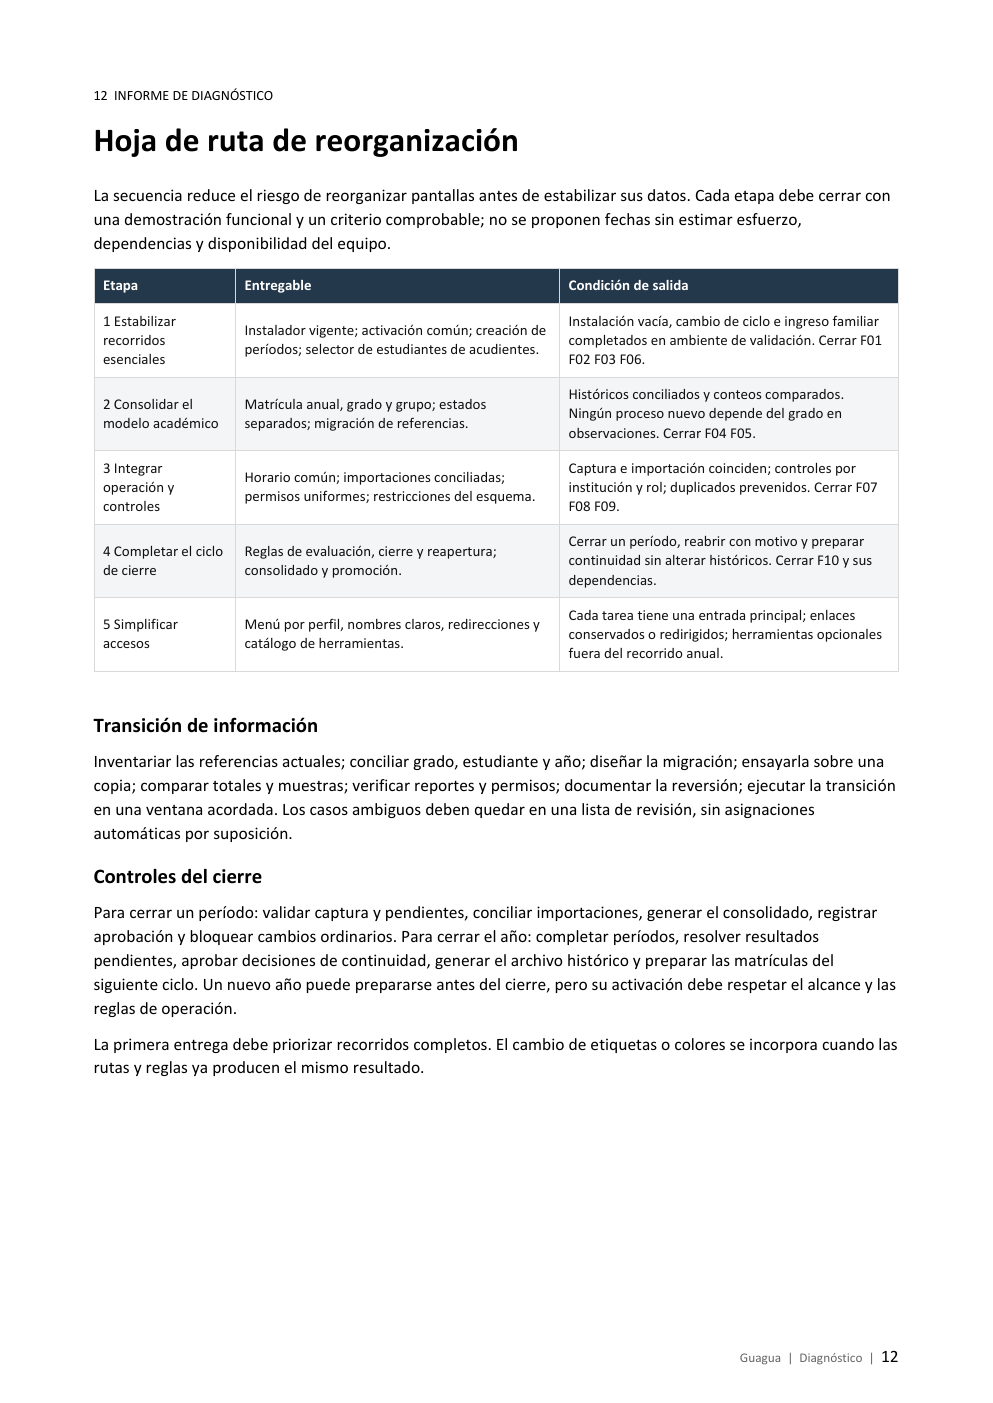 12 INFORME DE DIAGNÓSTICO
Hoja de ruta de reorganización
La secuencia reduce el riesgo de reorganizar pantallas antes de estabilizar sus datos. Cada etapa debe cerrar con
una demostración funcional y un criterio comprobable; no se proponen fechas sin estimar esfuerzo,
dependencias y disponibilidad del equipo.
Etapa
Entregable
Condición de salida
1 Estabilizar
recorridos
esenciales
Instalador vigente; activación común; creación de
períodos; selector de estudiantes de acudientes.
Instalación vacía, cambio de ciclo e ingreso familiar
completados en ambiente de validación. Cerrar F01
F02 F03 F06.
2 Consolidar el
modelo académico
Matrícula anual, grado y grupo; estados
separados; migración de referencias.
Históricos conciliados y conteos comparados.
Ningún proceso nuevo depende del grado en
observaciones. Cerrar F04 F05.
3 Integrar
operación y
controles
Horario común; importaciones conciliadas;
permisos uniformes; restricciones del esquema.
Captura e importación coinciden; controles por
institución y rol; duplicados prevenidos. Cerrar F07
F08 F09.
4 Completar el ciclo
de cierre
Reglas de evaluación, cierre y reapertura;
consolidado y promoción.
Cerrar un período, reabrir con motivo y preparar
continuidad sin alterar históricos. Cerrar F10 y sus
dependencias.
5 Simplificar
accesos
Menú por perfil, nombres claros, redirecciones y
catálogo de herramientas.
Cada tarea tiene una entrada principal; enlaces
conservados o redirigidos; herramientas opcionales
fuera del recorrido anual.
Transición de información
Inventariar las referencias actuales; conciliar grado, estudiante y año; diseñar la migración; ensayarla sobre una
copia; comparar totales y muestras; verificar reportes y permisos; documentar la reversión; ejecutar la transición
en una ventana acordada. Los casos ambiguos deben quedar en una lista de revisión, sin asignaciones
automáticas por suposición.
Controles del cierre
Para cerrar un período: validar captura y pendientes, conciliar importaciones, generar el consolidado, registrar
aprobación y bloquear cambios ordinarios. Para cerrar el año: completar períodos, resolver resultados
pendientes, aprobar decisiones de continuidad, generar el archivo histórico y preparar las matrículas del
siguiente ciclo. Un nuevo año puede prepararse antes del cierre, pero su activación debe respetar el alcance y las
reglas de operación.
La primera entrega debe priorizar recorridos completos. El cambio de etiquetas o colores se incorpora cuando las
rutas y reglas ya producen el mismo resultado.
Guagua | Diagnóstico | 12